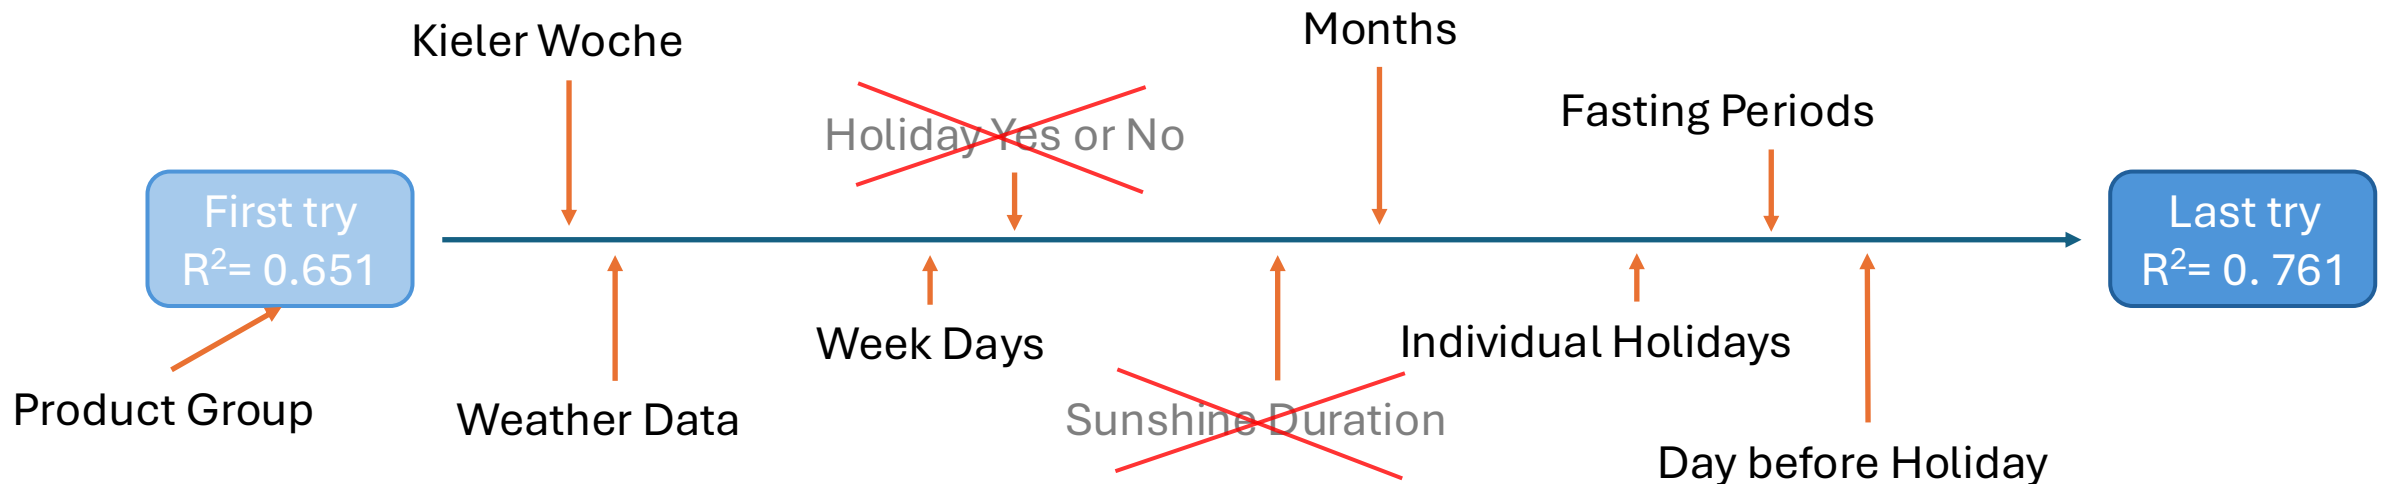 Kieler Woche
Months
Holiday Yes or No
Fasting Periods
First try
R²= 0.651
Last try
R²= 0. 761
Product Group
Weather Data
Week Days
Sunshine Duration
Individual Holidays
Day before Holiday